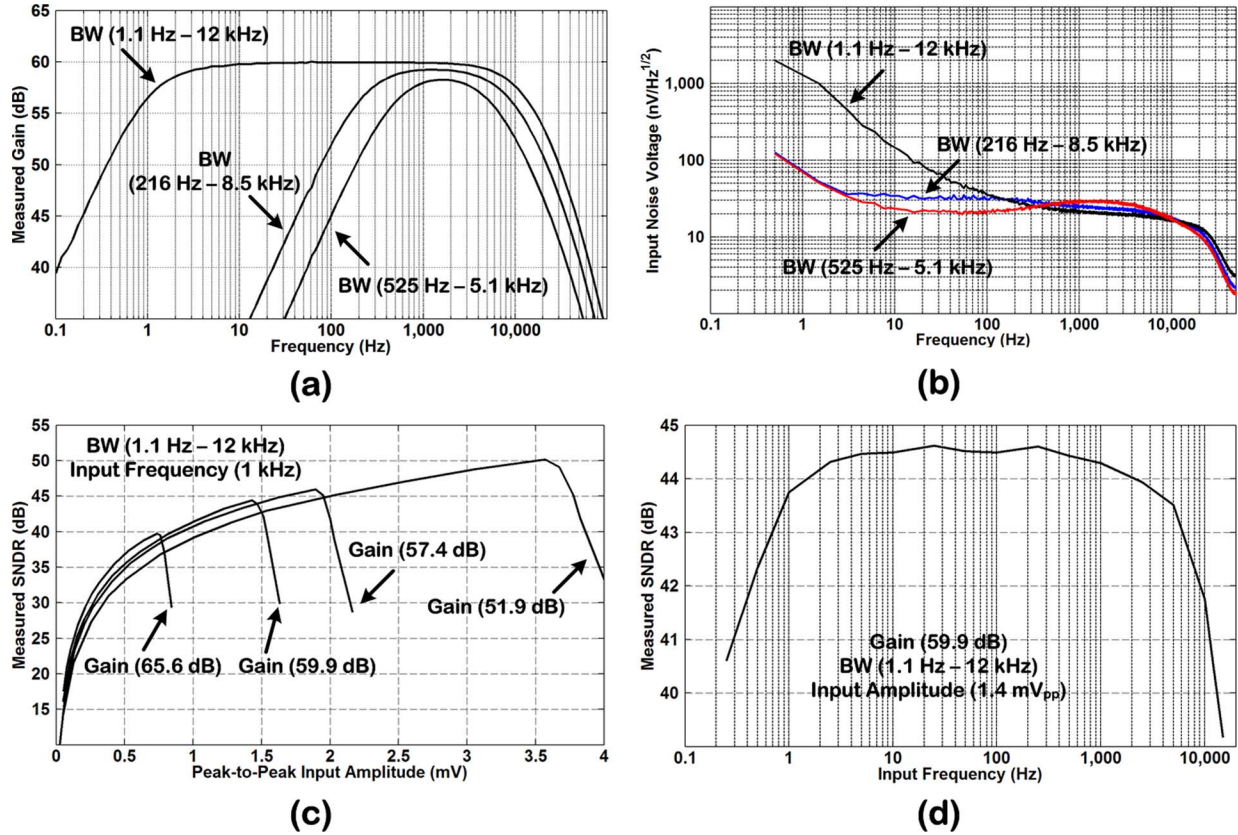 65
60
55
50
45
40
Measured Gain (dB)
BW (1.1 Hz – 12 kHz)
BW
(216 Hz – 8.5 kHz)
BW (525 Hz – 5.1 kHz)
0.1
1
10
100
1,000
10,000
Frequency (Hz)
(a)
1,000
100
10
Input Noise Voltage (nV/Hz1/2)
BW (1.1 Hz – 12 kHz)
BW (216 Hz – 8.5 kHz)
BW (525 Hz – 5.1 kHz)
0.1
1
10
100
1,000
10,000
Frequency (Hz)
(b)
55
50
45
40
35
30
25
20
15
Measured SNDR (dB)
BW (1.1 Hz – 12 kHz)
Input Frequency (1 kHz)
Gain (57.4 dB)
Gain (51.9 dB)
Gain (65.6 dB)
Gain (59.9 dB)
0
0.5
1
1.5
2
2.5
3
3.5
4
Peak-to-Peak Input Amplitude (mV)
(c)
45
44
43
42
41
40
Measured SNDR (dB)
Gain (59.9 dB)
BW (1.1 Hz – 12 kHz)
Input Amplitude (1.4 mVpp)
0.1
1
10
100
1,000
10,000
Input Frequency (Hz)
(d)